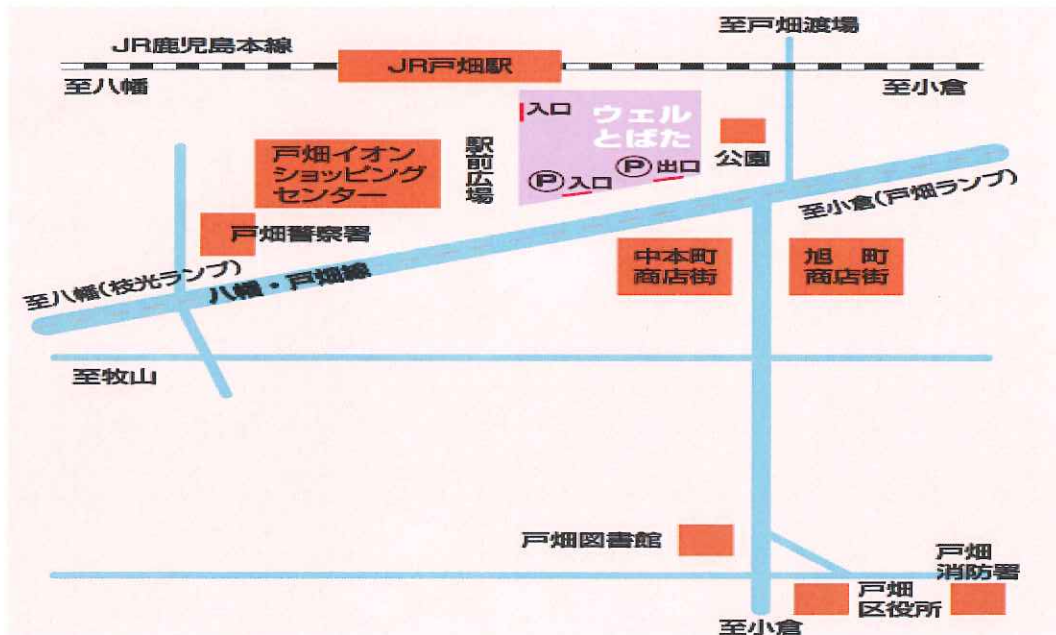 至戸畑渡場
JR鹿児島本線
JR戸畑駅
至八幡
至小倉
入口
ウェル
とばた
駅前広場
戸畑イオン
ショッピング
センター
公園
Ⓟ入口
Ⓟ出口
至小倉(戸畑ランプ)
戸畑警察署
中本町
商店街
旭町
商店街
至八幡(枝光ランプ)
八幡・戸畑線
至牧山
戸畑図書館
戸畑
消防署
戸畑
区役所
至小倉